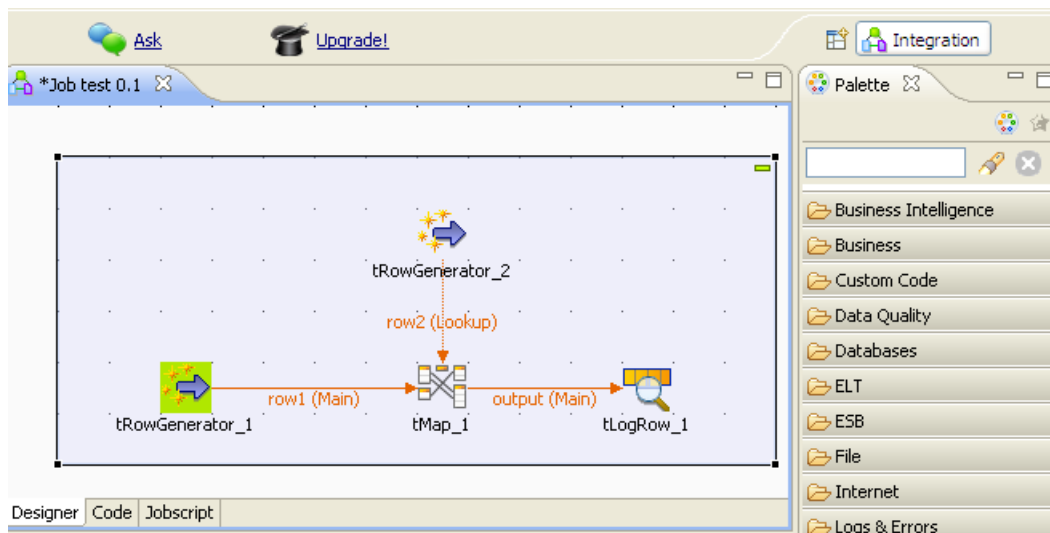 Ask
Upgrade!
Integration
*Job test 0.1
Palette
tRowGenerator_2
row2 (Lookup)
row1 (Main)
output (Main)
tRowGenerator_1
tMap_1
tLogRow_1
Designer
Code
Jobscript
Business Intelligence
Business
Custom Code
Data Quality
Databases
ELT
ESB
File
Internet
Logs & Errors